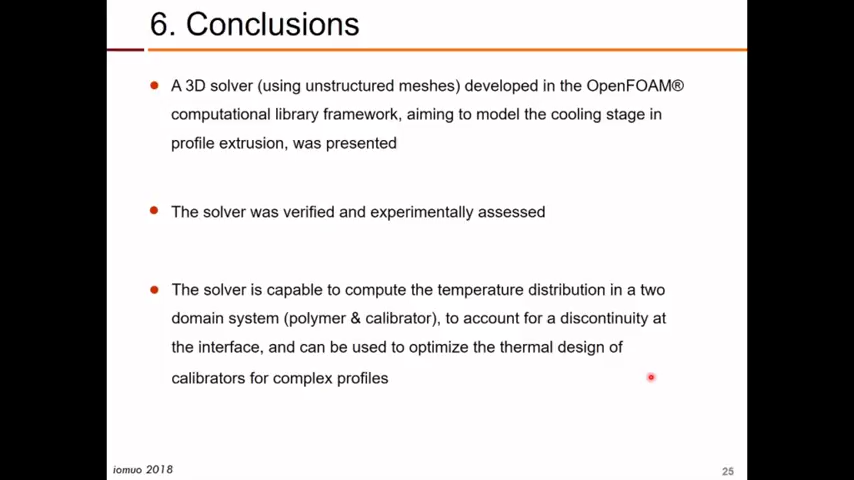 6. Conclusions
A 3D solver (using unstructured meshes) developed in the OpenFOAM®
computational library framework, aiming to model the cooling stage in
profile extrusion, was presented
The solver was verified and experimentally assessed
The solver is capable to compute the temperature distribution in a two
domain system (polymer & calibrator), to account for a discontinuity at
the interface, and can be used to optimize the thermal design of
calibrators for complex profiles
iomuo 2018
25